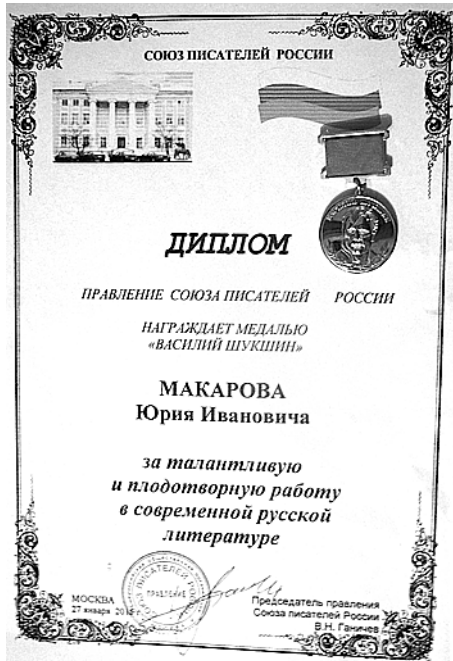 СОЮЗ ПИСАТЕЛЕЙ РОССИИ
ДИПЛОМ
ПРАВЛЕНИЕ СОЮЗА ПИСАТЕЛЕЙ РОССИИ
НАГРАЖДАЕТ МЕДАЛЬЮ
«ВАСИЛИЙ ШУКШИН»
МАКАРОВА
Юрия Ивановича
за талантливую
и плодотворную работу
в современной русской
литературе
ПРАВЛЕНИЕ
МОСКВА
27 января
Председатель правления
Союза писателей России
В.Н. Ганичев